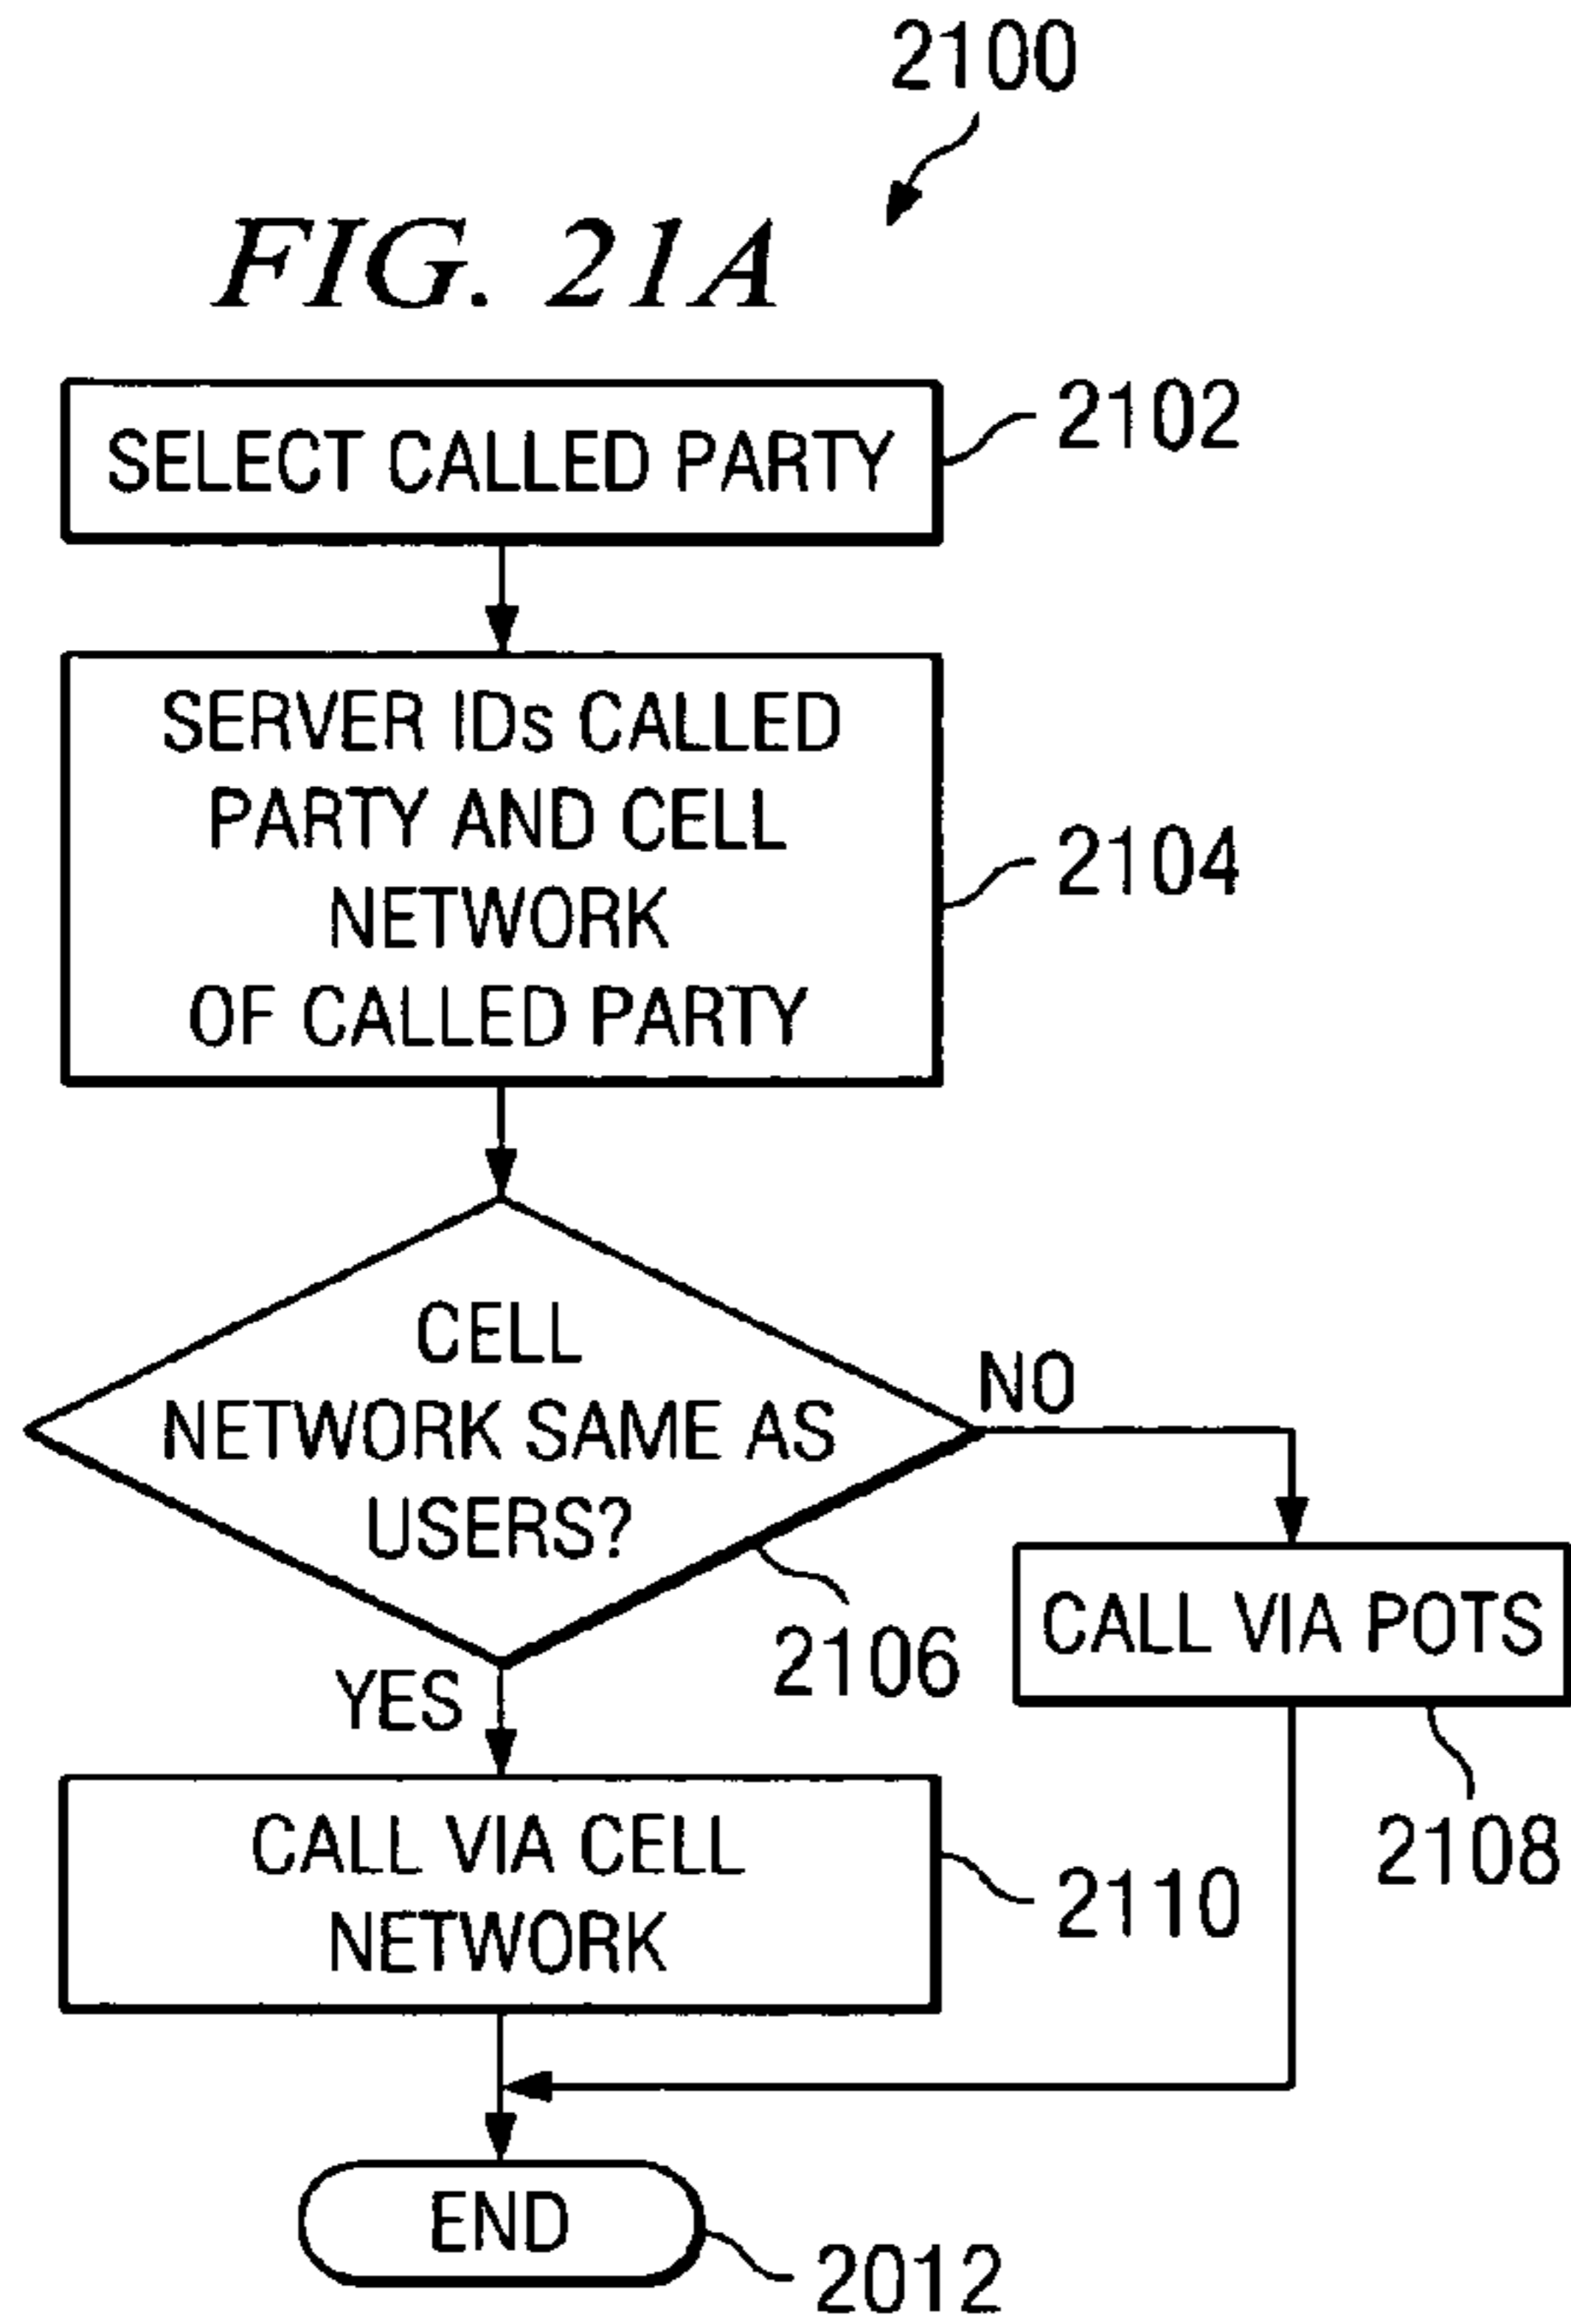 2100
FIG. 21A
SELECT CALLED PARTY
2102
SERVER IDs CALLED
PARTY AND CELL
NETWORK
OF CALLED PARTY
2104
CELL
NETWORK SAME AS
USERS?
NO
2106
YES
CALL VIA POTS
2108
CALL VIA CELL
NETWORK
2110
END
2012